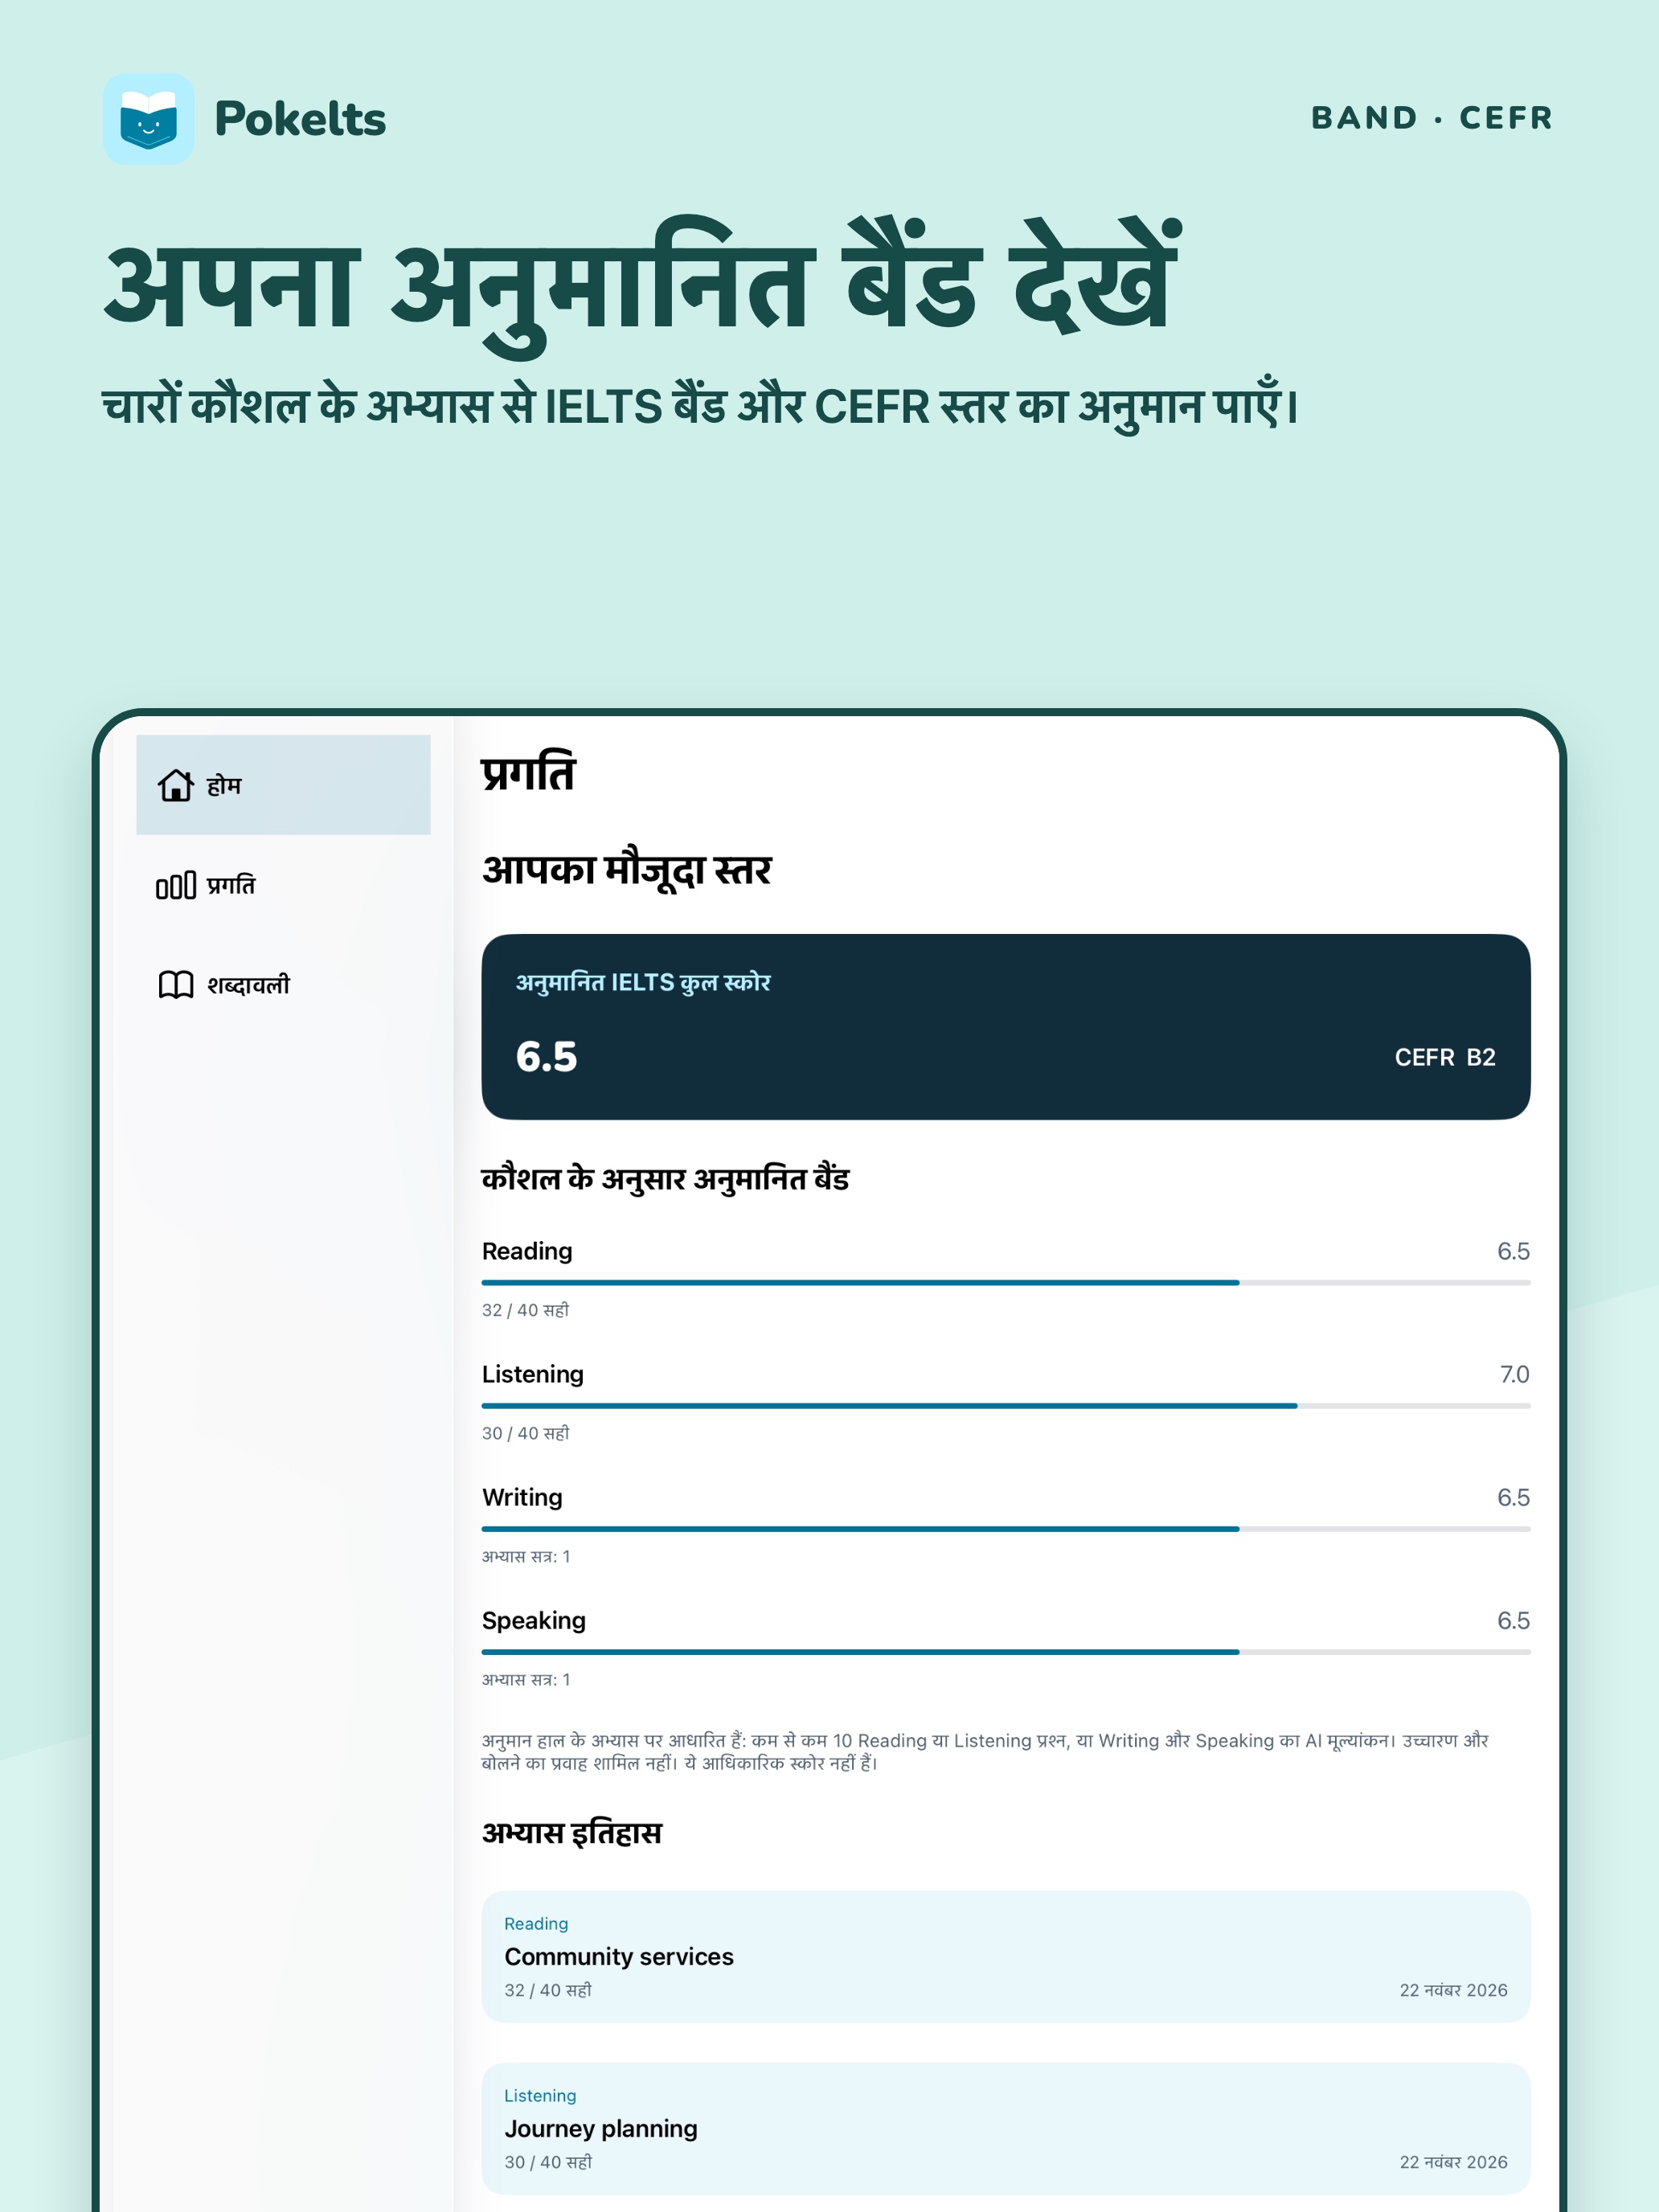 Pokelts
BAND · CEFR
अपना अनुमानित बैंड देखें
चारों कौशल के अभ्यास से IELTS बैंड और CEFR स्तर का अनुमान पाएँ।
होम
प्रगति
शब्दावली
प्रगति
आपका मौजूदा स्तर
अनुमानित IELTS कुल स्कोर
6.5
CEFR B2
कौशल के अनुसार अनुमानित बैंड
Reading 6.5
32 / 40 सही
Listening 7.0
30 / 40 सही
Writing 6.5
अभ्यास सत्र: 1
Speaking 6.5
अभ्यास सत्र: 1
अनुमान हाल के अभ्यास पर आधारित हैं: कम से कम 10 Reading या Listening प्रश्न, या Writing और Speaking का AI मूल्यांकन। उच्चारण और
बोलने का प्रवाह शामिल नहीं। ये आधिकारिक स्कोर नहीं हैं।
अभ्यास इतिहास
Reading
Community services
32 / 40 सही 22 नवंबर 2026
Listening
Journey planning
30 / 40 सही 22 नवंबर 2026